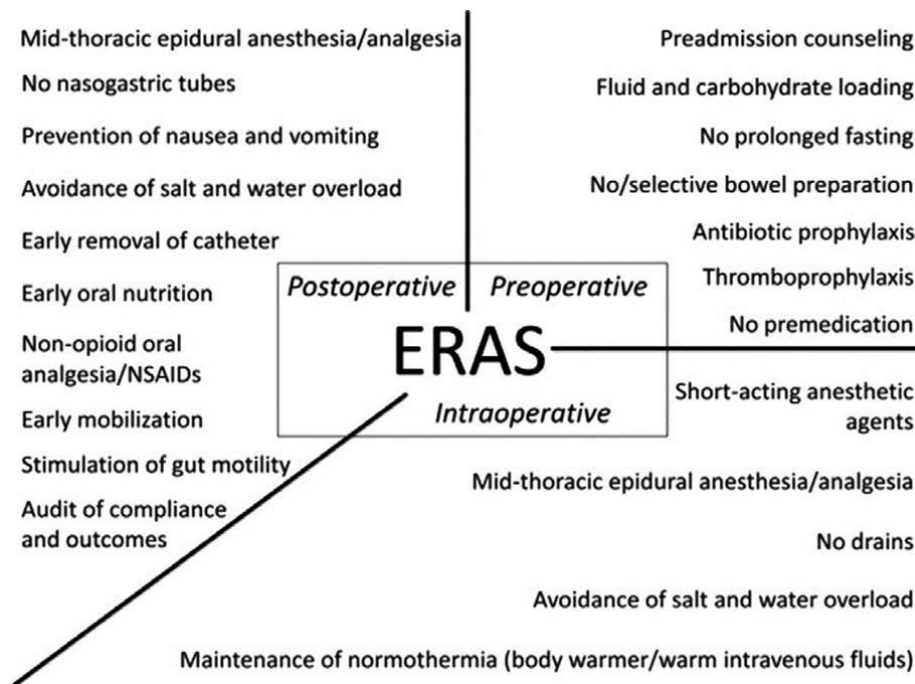 Mid-thoracic epidural anesthesia/analgesia
No nasogastric tubes
Prevention of nausea and vomiting
Avoidance of salt and water overload
Early removal of catheter
Early oral nutrition
Non-opioid oral
analgesia/NSAIDs
Early mobilization
Stimulation of gut motility
Audit of compliance
and outcomes
Preadmission counseling
Fluid and carbohydrate loading
No prolonged fasting
No/selective bowel preparation
Antibiotic prophylaxis
Thromboprophylaxis
No premedication
Postoperative
Preoperative
ERAS
Intraoperative
Short-acting anesthetic
agents
Mid-thoracic epidural anesthesia/analgesia
No drains
Avoidance of salt and water overload
Maintenance of normothermia (body warmer/warm intravenous fluids)